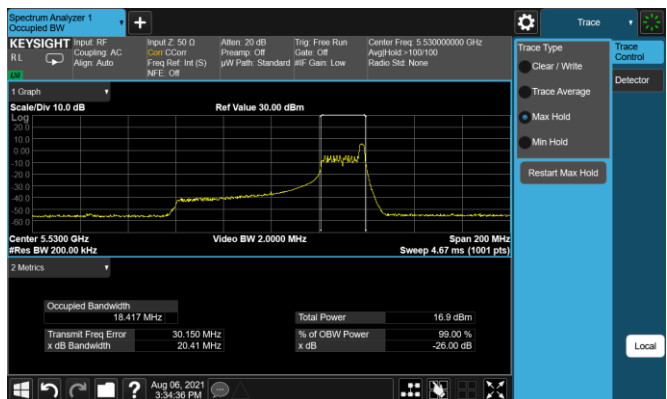 Spectrum Analyzer 1
Occupied BW
Trace
KEYSIGHT
RL
Input: RF
Coupling: AC
Align: Auto
Input Z: 50 Ω
Corr CCorr
Freq Ref: Int (S)
NFE: Off
Atten: 20 dB
Preamp: Off
µW Path: Standard
Trig: Free Run
Gate: Off
#IF Gain: Low
Center Freq: 5.530000000 GHz
Avg|Hold:>100/100
Radio Std: None
1 Graph
Scale/Div 10.0 dB
Ref Value 30.00 dBm
Log
20.0
10.0
0.00
-10.0
-20.0
-30.0
-40.0
-50.0
-60.0
Center 5.5300 GHz
#Res BW 200.00 kHz
Video BW 2.0000 MHz
Span 200 MHz
Sweep 4.67 ms (1001 pts)
2 Metrics
Occupied Bandwidth
18.417 MHz
Transmit Freq Error 30.150 MHz
x dB Bandwidth 20.41 MHz
Total Power 16.9 dBm
% of OBW Power 99.00 %
x dB -26.00 dB
Aug 06, 2021
3:34:36 PM
Trace Type
Clear / Write
Trace Average
Max Hold
Min Hold
Restart Max Hold
Trace
Control
Detector
Local